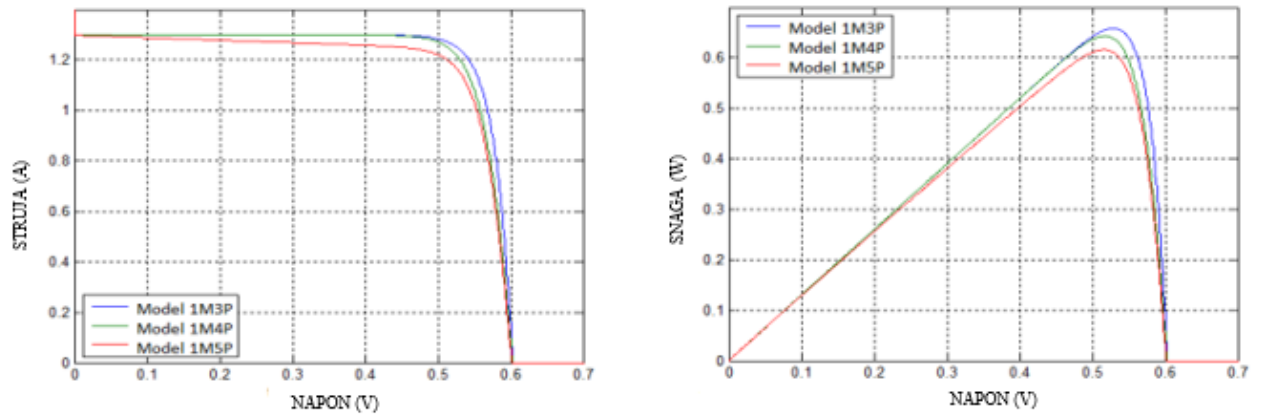 STRUJA (A)
1.2
1
0.8
0.6
0.4
0.2
0
Model 1M3P
Model 1M4P
Model 1M5P
0 0.1 0.2 0.3 0.4 0.5 0.6 0.7
NAPON (V)
SNAGA (W)
Model 1M3P
Model 1M4P
Model 1M5P
0.6
0.5
0.4
0.3
0.2
0.1
0
0 0.1 0.2 0.3 0.4 0.5 0.6 0.7
NAPON (V)